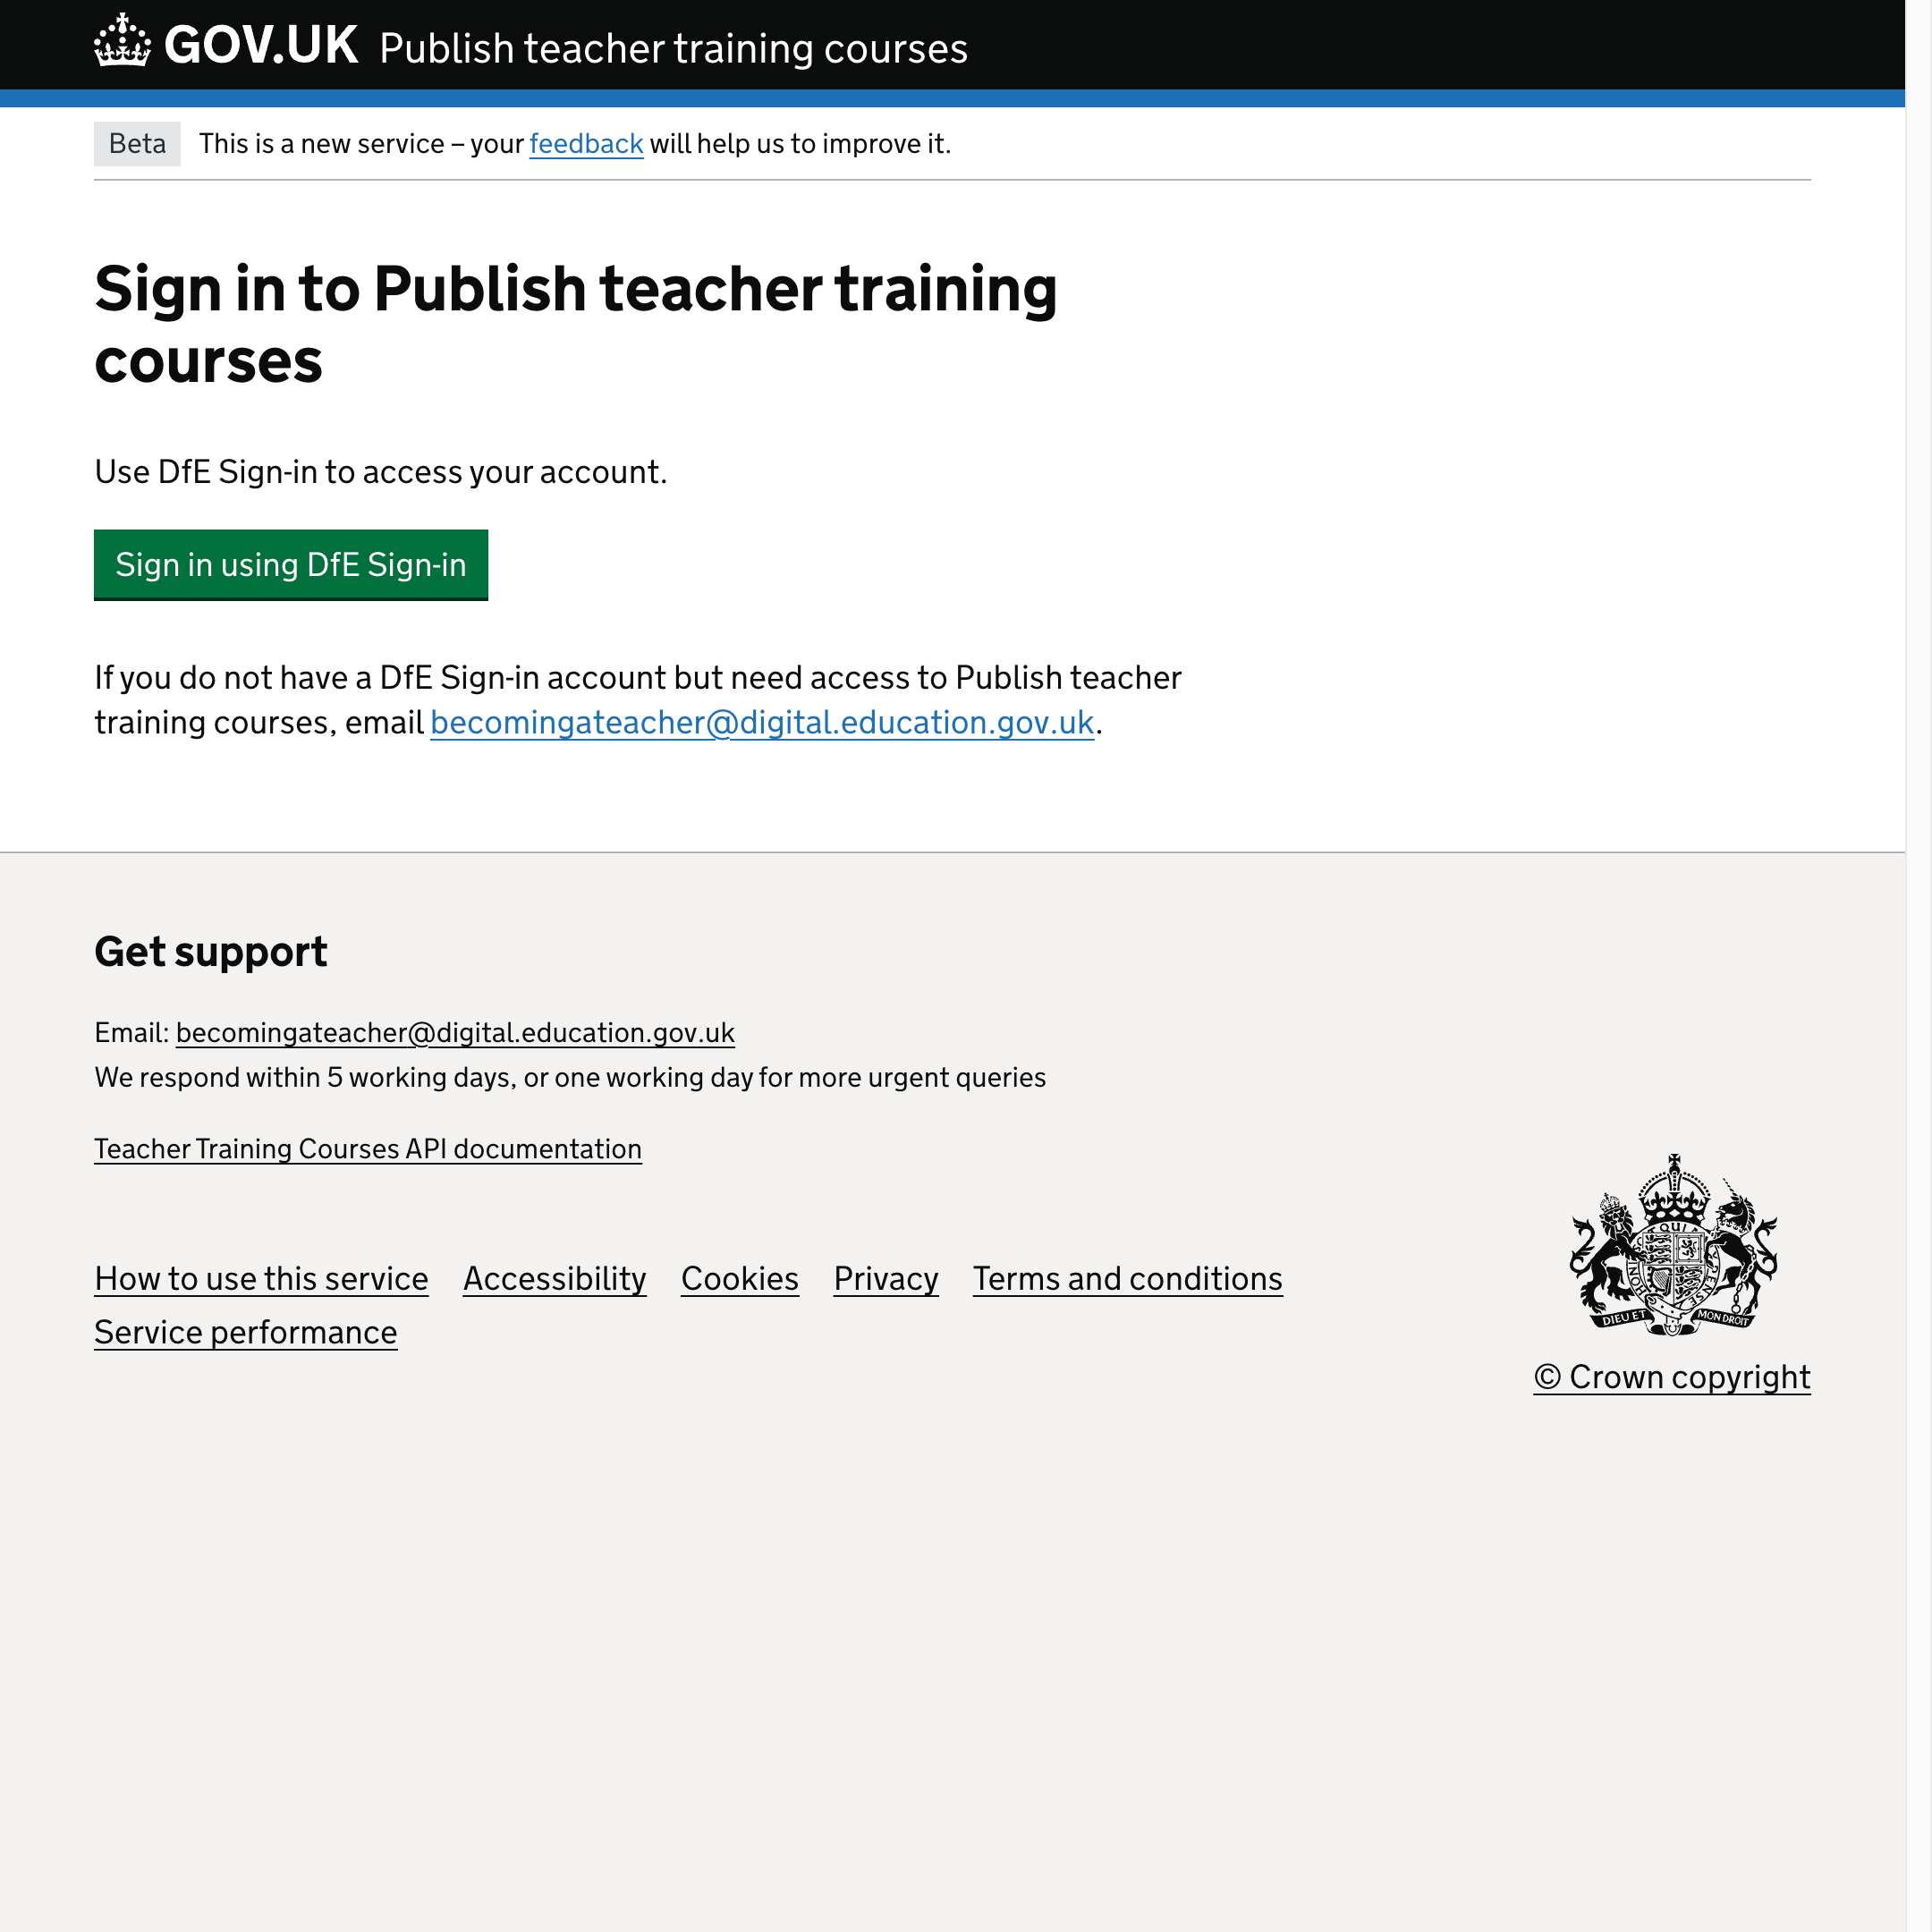 GOV.UK Publish teacher training courses
Beta This is a new service – your feedback will help us to improve it.
Sign in to Publish teacher training
courses
Use DfE Sign-in to access your account.
Sign in using DfE Sign-in
If you do not have a DfE Sign-in account but need access to Publish teacher
training courses, email becomingateacher@digital.education.gov.uk.
Get support
Email: becomingateacher@digital.education.gov.uk
We respond within 5 working days, or one working day for more urgent queries
Teacher Training Courses API documentation
How to use this service Accessibility Cookies Privacy Terms and conditions
Service performance
DIEU ET MON DROIT
© Crown copyright